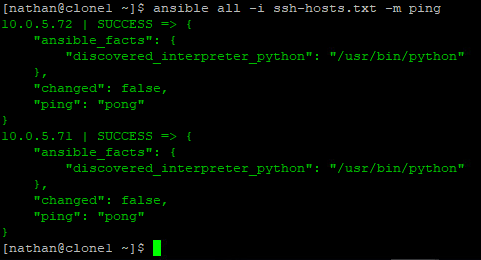 [nathan@clone1 ~]$ ansible all -i ssh-hosts.txt -m ping
10.0.5.72 | SUCCESS => {
    "ansible_facts": {
        "discovered_interpreter_python": "/usr/bin/python"
    },
    "changed": false,
    "ping": "pong"
}
10.0.5.71 | SUCCESS => {
    "ansible_facts": {
        "discovered_interpreter_python": "/usr/bin/python"
    },
    "changed": false,
    "ping": "pong"
}
[nathan@clone1 ~]$